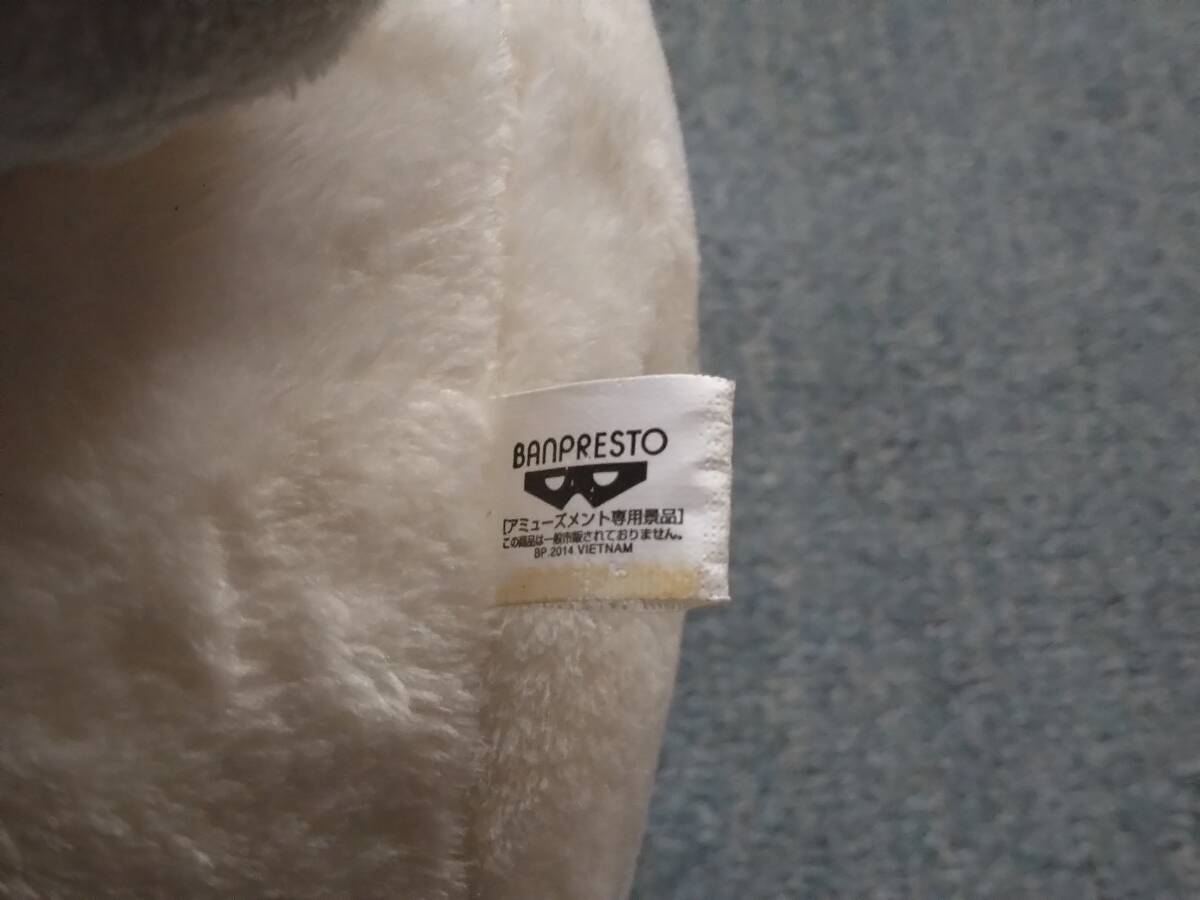 BANPRESTO
[アミューズメント専用景品]
この商品は一般市販されておりません。
BP.2014 VIETNAM